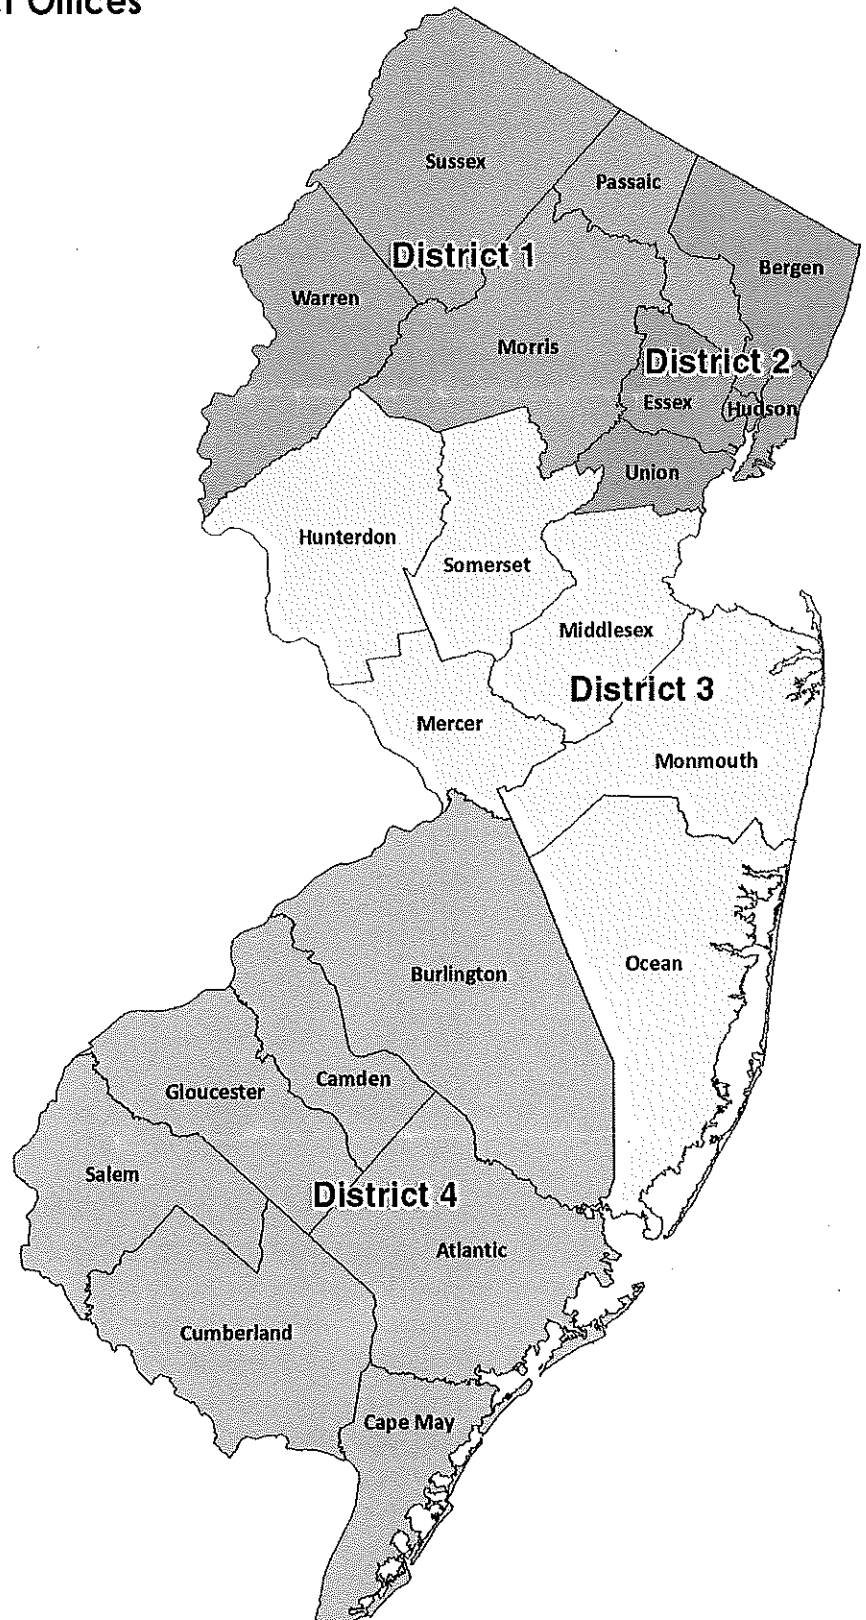 Offices
Sussex
Passaic
District 1
Bergen
Warren
Morris
District 2
Essex
Hudson
Union
Hunterdon
Somerset
Middlesex
District 3
Mercer
Monmouth
Burlington
Ocean
Camden
Gloucester
Salem
District 4
Atlantic
Cumberland
Cape May